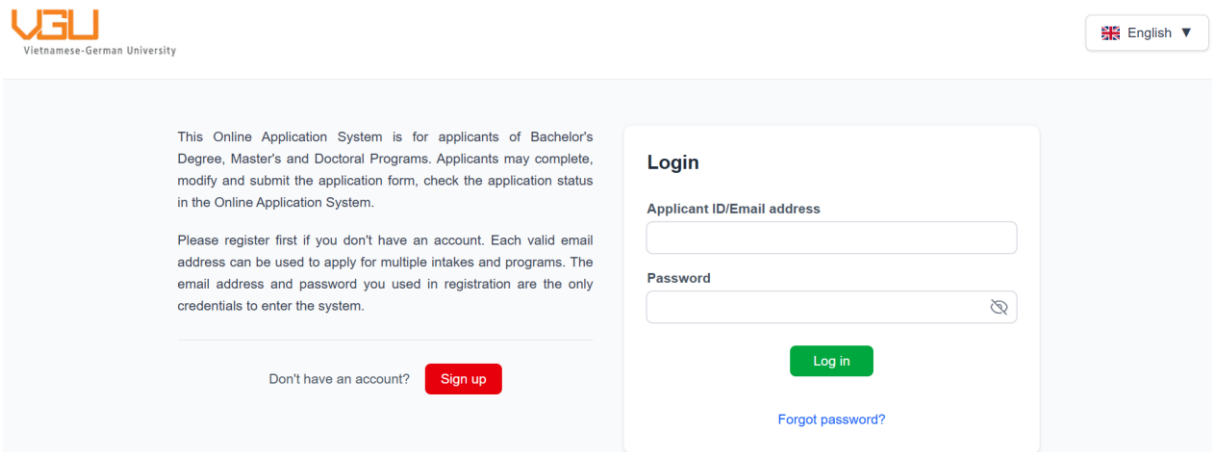 VGU
Vietnamese-German University
English ▼
This Online Application System is for applicants of Bachelor's
Degree, Master's and Doctoral Programs. Applicants may complete,
modify and submit the application form, check the application status
in the Online Application System.
Please register first if you don't have an account. Each valid email
address can be used to apply for multiple intakes and programs. The
email address and password you used in registration are the only
credentials to enter the system.
Don't have an account?
Sign up
Login
Applicant ID/Email address
Password
Log in
Forgot password?